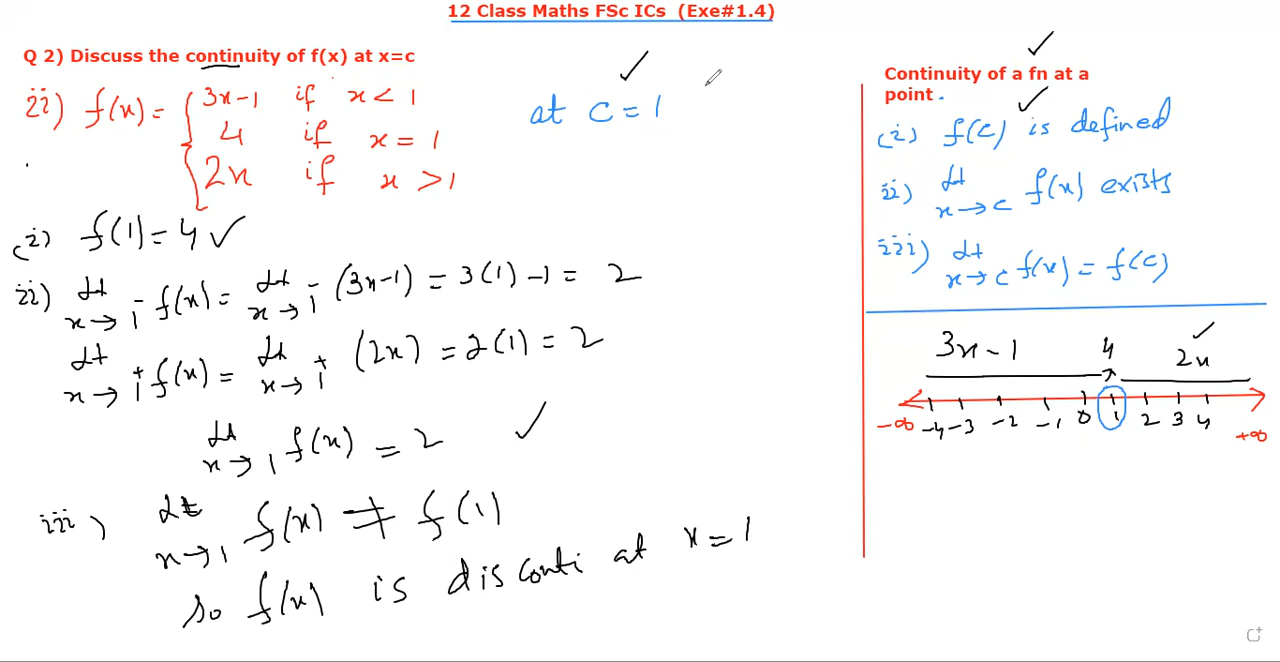 12 Class Maths FSc ICs (Exe#1.4)
Q 2) Discuss the continuity of f(x) at x=c
ii) f(x) = { 3x-1 if x < 1
4 if x = 1
2x if x > 1
at c = 1
(i) f(1) = 4 ✓
ii) Lt x→1⁻ f(x) = Lt x→1⁻ (3x-1) = 3(1)-1 = 2
Lt x→1⁺ f(x) = Lt x→1⁺ (2x) = 2(1) = 2
Lt x→1 f(x) = 2 ✓
iii) Lt x→1 f(x) ≠ f(1)
so f(x) is disconti at x = 1
Continuity of a fn at a
point .
(i) f(c) is defined
ii) Lt x→c f(x) exists
iii) Lt x→c f(x) = f(c)
3x-1 4 2x
-∞ -4 -3 -2 -1 0 1 2 3 4 +∞